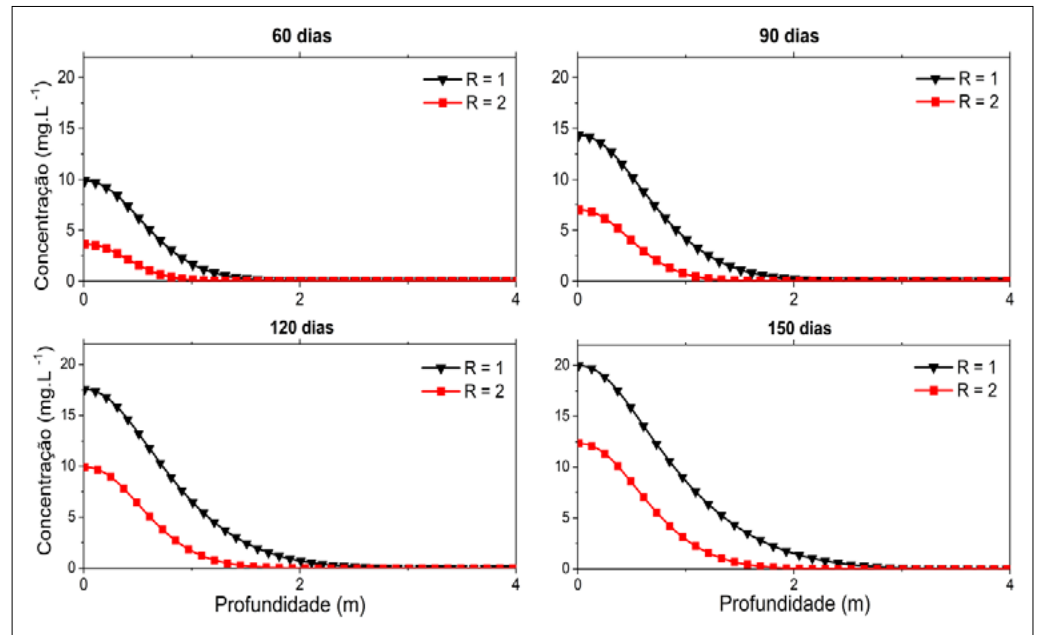 60 dias
Concentração (mg.L ⁻¹)
20
15
10
5
0
R = 1
R = 2
0
2
4
90 dias
20
15
10
5
0
R = 1
R = 2
0
2
4
120 dias
Concentração (mg.L ⁻¹)
20
15
10
5
0
R = 1
R = 2
0
2
4
Profundidade (m)
150 dias
20
15
10
5
0
R = 1
R = 2
0
2
4
Profundidade (m)